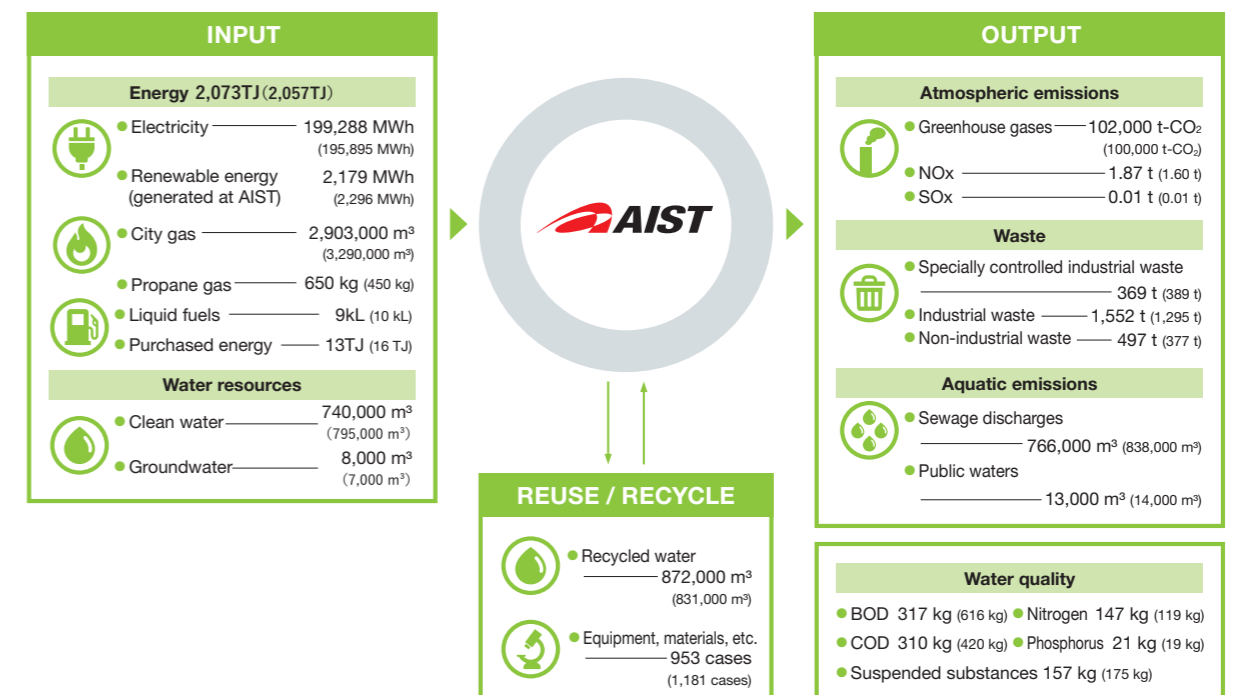 INPUT
Energy 2,073TJ(2,057TJ)
Electricity 199,288 MWh
(195,895 MWh)
Renewable energy 2,179 MWh
(generated at AIST) (2,296 MWh)
City gas 2,903,000 m³
(3,290,000 m³)
Propane gas 650 kg (450 kg)
Liquid fuels 9kL (10 kL)
Purchased energy 13TJ (16 TJ)
Water resources
Clean water 740,000 m³
(795,000 m³)
Groundwater 8,000 m³
(7,000 m³)
AIST
REUSE / RECYCLE
Recycled water
872,000 m³
(831,000 m³)
Equipment, materials, etc.
953 cases
(1,181 cases)
OUTPUT
Atmospheric emissions
Greenhouse gases 102,000 t-CO₂
(100,000 t-CO₂)
NOx 1.87 t (1.60 t)
SOx 0.01 t (0.01 t)
Waste
Specially controlled industrial waste
369 t (389 t)
Industrial waste 1,552 t (1,295 t)
Non-industrial waste 497 t (377 t)
Aquatic emissions
Sewage discharges
766,000 m³ (838,000 m³)
Public waters
13,000 m³ (14,000 m³)
Water quality
BOD 317 kg (616 kg) Nitrogen 147 kg (119 kg)
COD 310 kg (420 kg) Phosphorus 21 kg (19 kg)
Suspended substances 157 kg (175 kg)